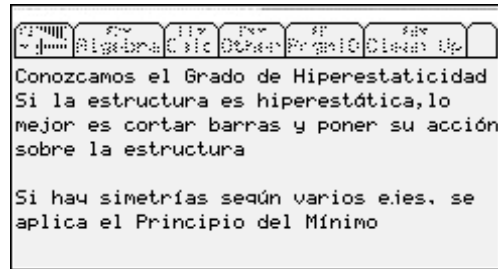 Algebra Calc Other PrgmIO Clean Up
Conozcamos el Grado de Hiperestaticidad
Si la estructura es hiperestática,lo
mejor es cortar barras y poner su acción
sobre la estructura
Si hay simetrías según varios ejes, se
aplica el Principio del Mínimo